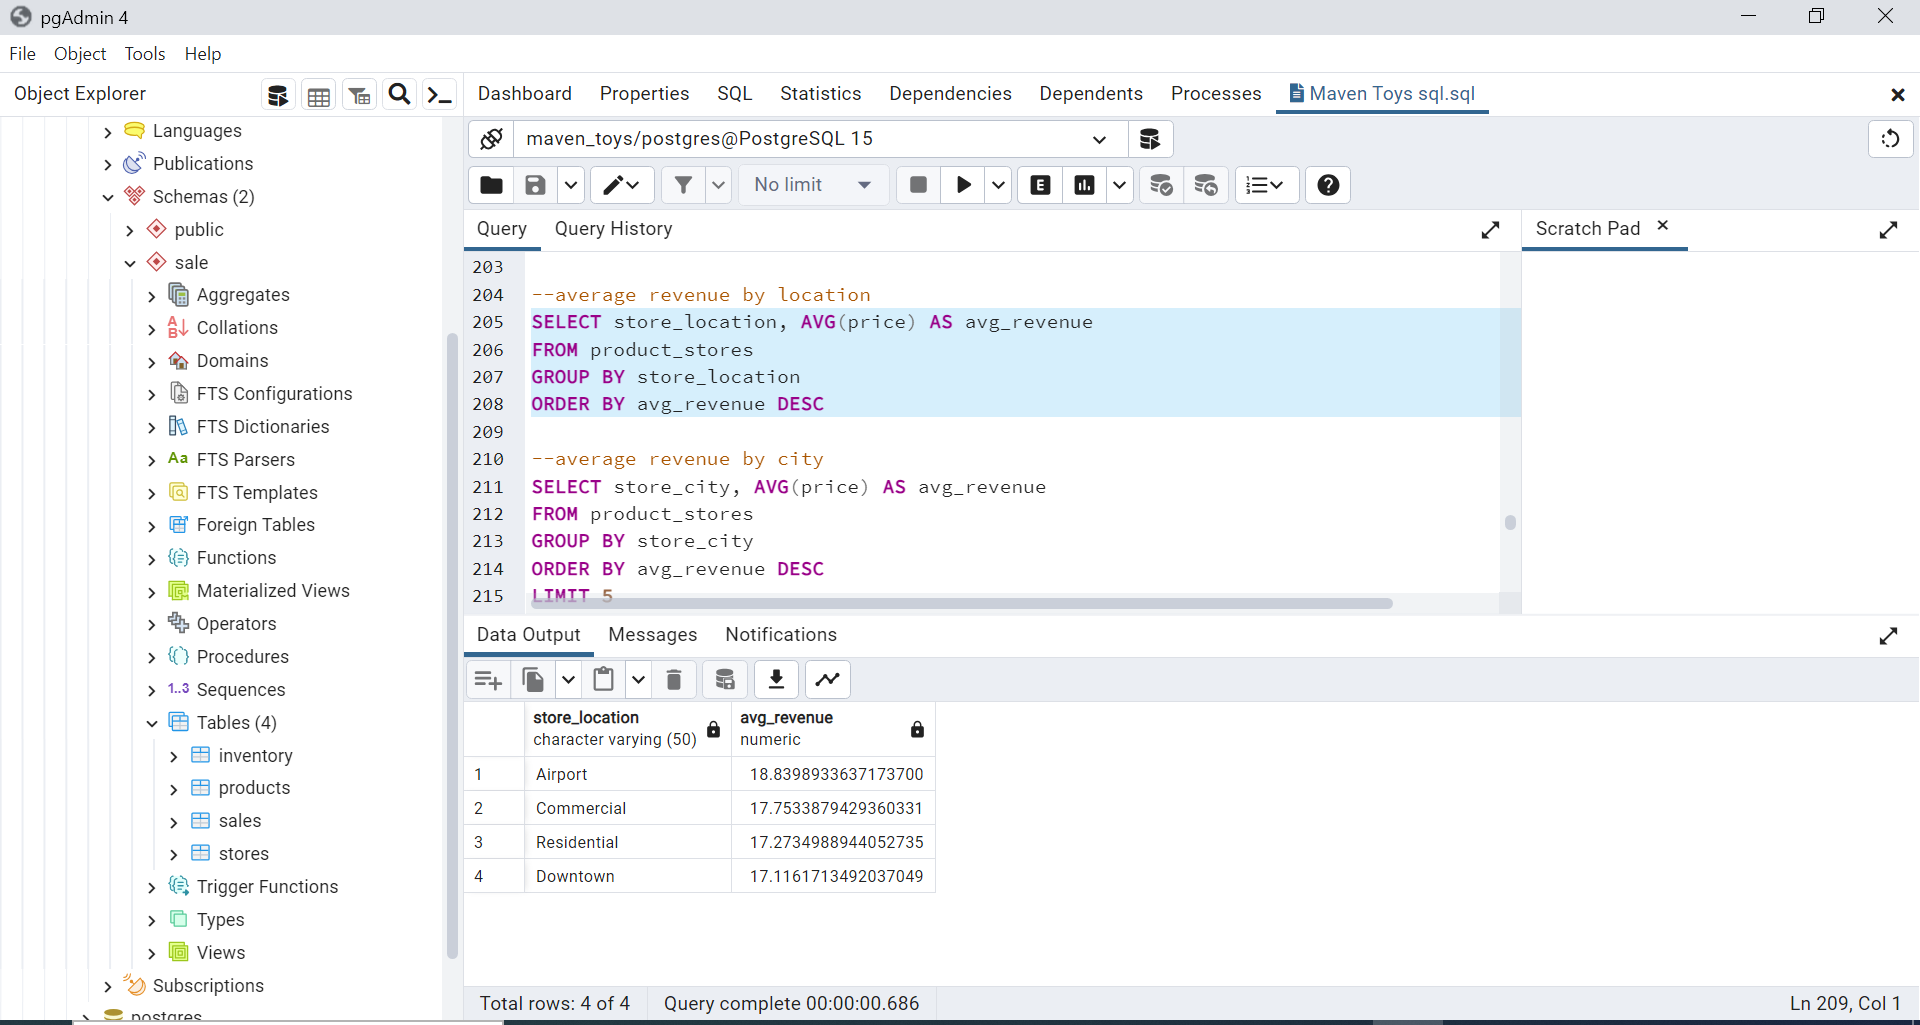 pgAdmin 4
File Object Tools Help
Object Explorer
Dashboard Properties SQL Statistics Dependencies Dependents Processes Maven Toys sql.sql
Languages
Publications
Schemas (2)
public
sale
Aggregates
Collations
Domains
FTS Configurations
FTS Dictionaries
Aa FTS Parsers
FTS Templates
Foreign Tables
Functions
Materialized Views
Operators
Procedures
1..3 Sequences
Tables (4)
inventory
products
sales
stores
Trigger Functions
Types
Views
Subscriptions
postgres
maven_toys/postgres@PostgreSQL 15
No limit
E
Query Query History
Scratch Pad
203
204 --average revenue by location
205 SELECT store_location, AVG(price) AS avg_revenue
206 FROM product_stores
207 GROUP BY store_location
208 ORDER BY avg_revenue DESC
209
210 --average revenue by city
211 SELECT store_city, AVG(price) AS avg_revenue
212 FROM product_stores
213 GROUP BY store_city
214 ORDER BY avg_revenue DESC
215 LIMIT 5
Data Output Messages Notifications
store_location avg_revenue
character varying (50) numeric
1 Airport 18.8398933637173700
2 Commercial 17.7533879429360331
3 Residential 17.2734988944052735
4 Downtown 17.1161713492037049
Total rows: 4 of 4 Query complete 00:00:00.686 Ln 209, Col 1